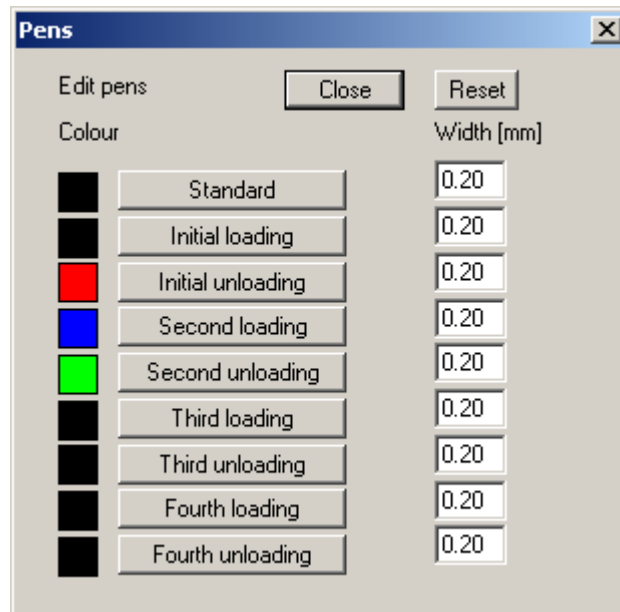 Pens
Edit pens Close Reset
Colour Width [mm]
Standard 0.20
Initial loading 0.20
Initial unloading 0.20
Second loading 0.20
Second unloading 0.20
Third loading 0.20
Third unloading 0.20
Fourth loading 0.20
Fourth unloading 0.20